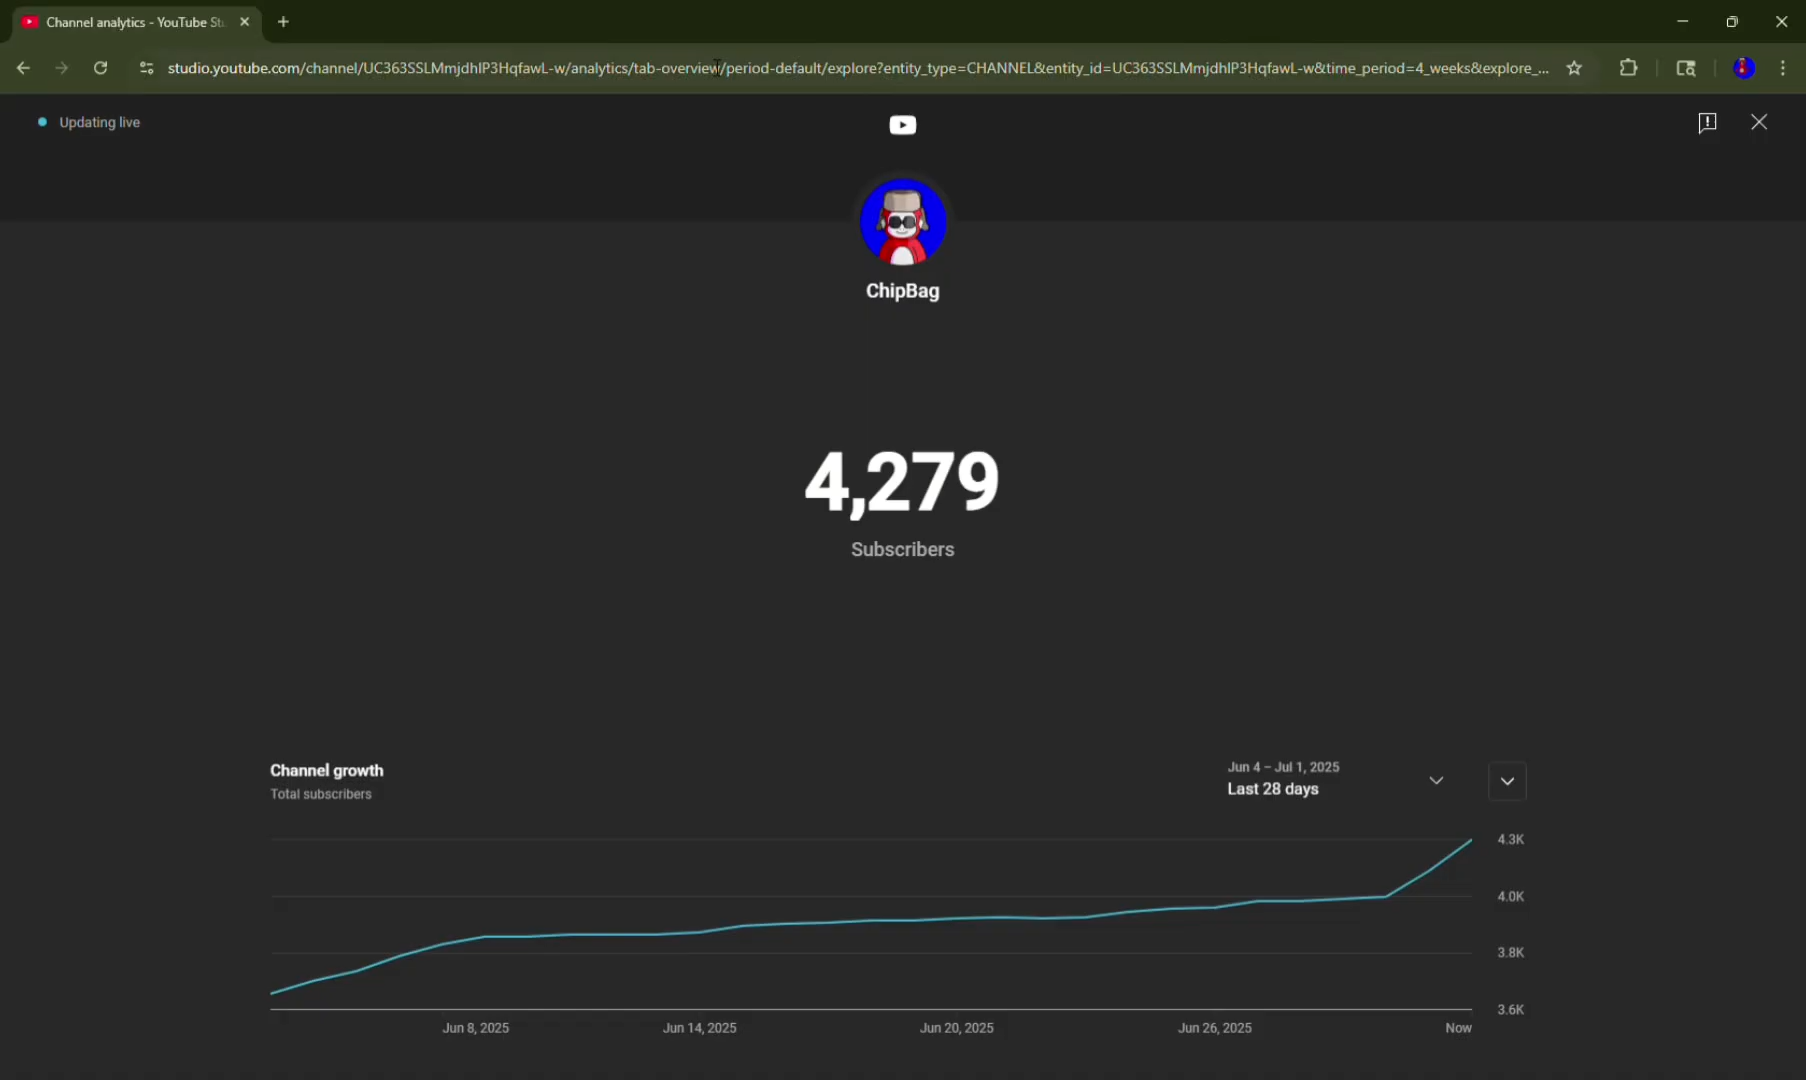 Channel analytics - YouTube Stu
studio.youtube.com/channel/UC363SSLMmjdhIP3HqfawL-w/analytics/tab-overview/period-default/explore?entity_type=CHANNEL&entity_id=UC363SSLMmjdhIP3HqfawL-w&time_period=4_weeks&explore_...
Updating live
ChipBag
4,279
Subscribers
Channel growth
Total subscribers
Jun 4 – Jul 1, 2025
Last 28 days
4.3K
4.0K
3.8K
3.6K
Jun 8, 2025
Jun 14, 2025
Jun 20, 2025
Jun 26, 2025
Now